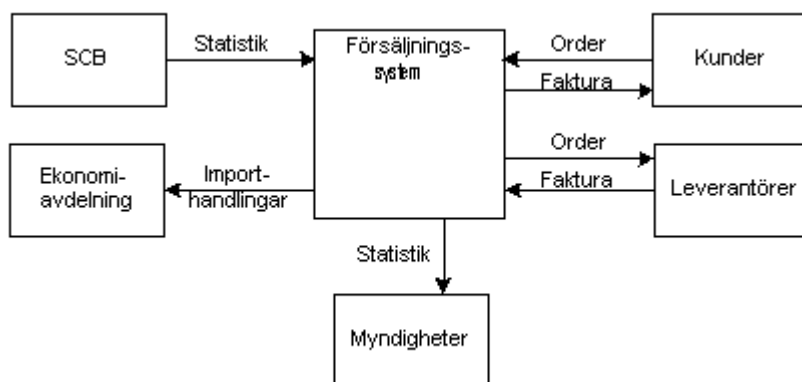 SCB
Statistik
Försäljnings-
system
Order
Faktura
Kunder
Ekonomi-
avdelning
Import-
handlingar
Order
Faktura
Leverantörer
Statistik
Myndigheter